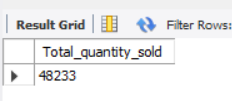 Result Grid Filter Rows:
Total_quantity_sold
48233